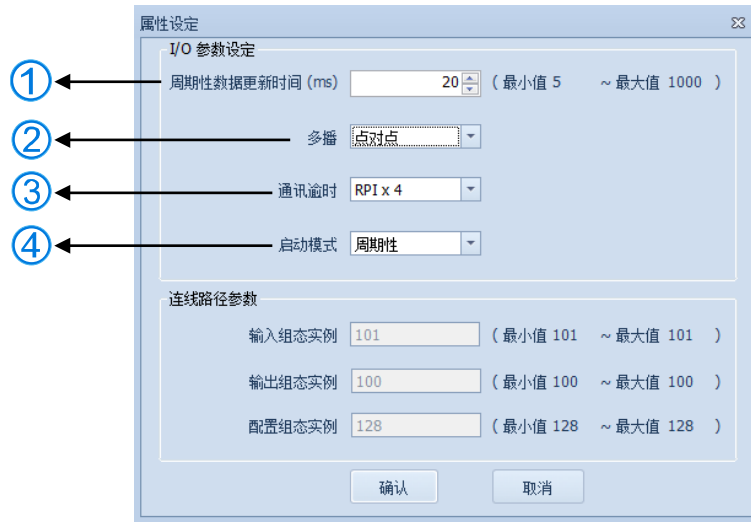 属性设定
I/O 参数设定
① 周期性数据更新时间 (ms) 20 ( 最小值 5 ~ 最大值 1000 )
② 多播 点对点
③ 通讯逾时 RPI x 4
④ 启动模式 周期性
连线路径参数
输入组态实例 101 ( 最小值 101 ~ 最大值 101 )
输出组态实例 100 ( 最小值 100 ~ 最大值 100 )
配置组态实例 128 ( 最小值 128 ~ 最大值 128 )
确认 取消